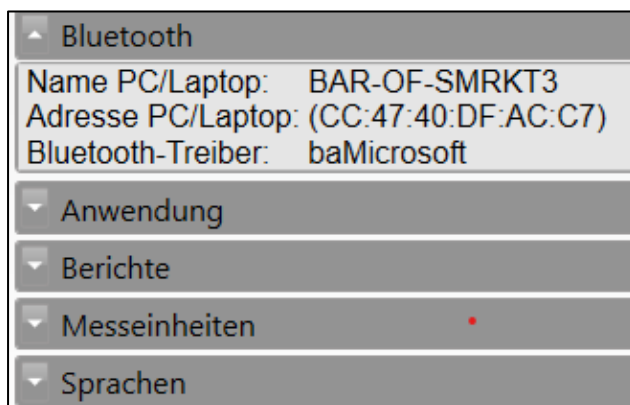 Bluetooth
Name PC/Laptop: BAR-OF-SMRKT3
Adresse PC/Laptop: (CC:47:40:DF:AC:C7)
Bluetooth-Treiber: baMicrosoft
Anwendung
Berichte
Messeinheiten
Sprachen